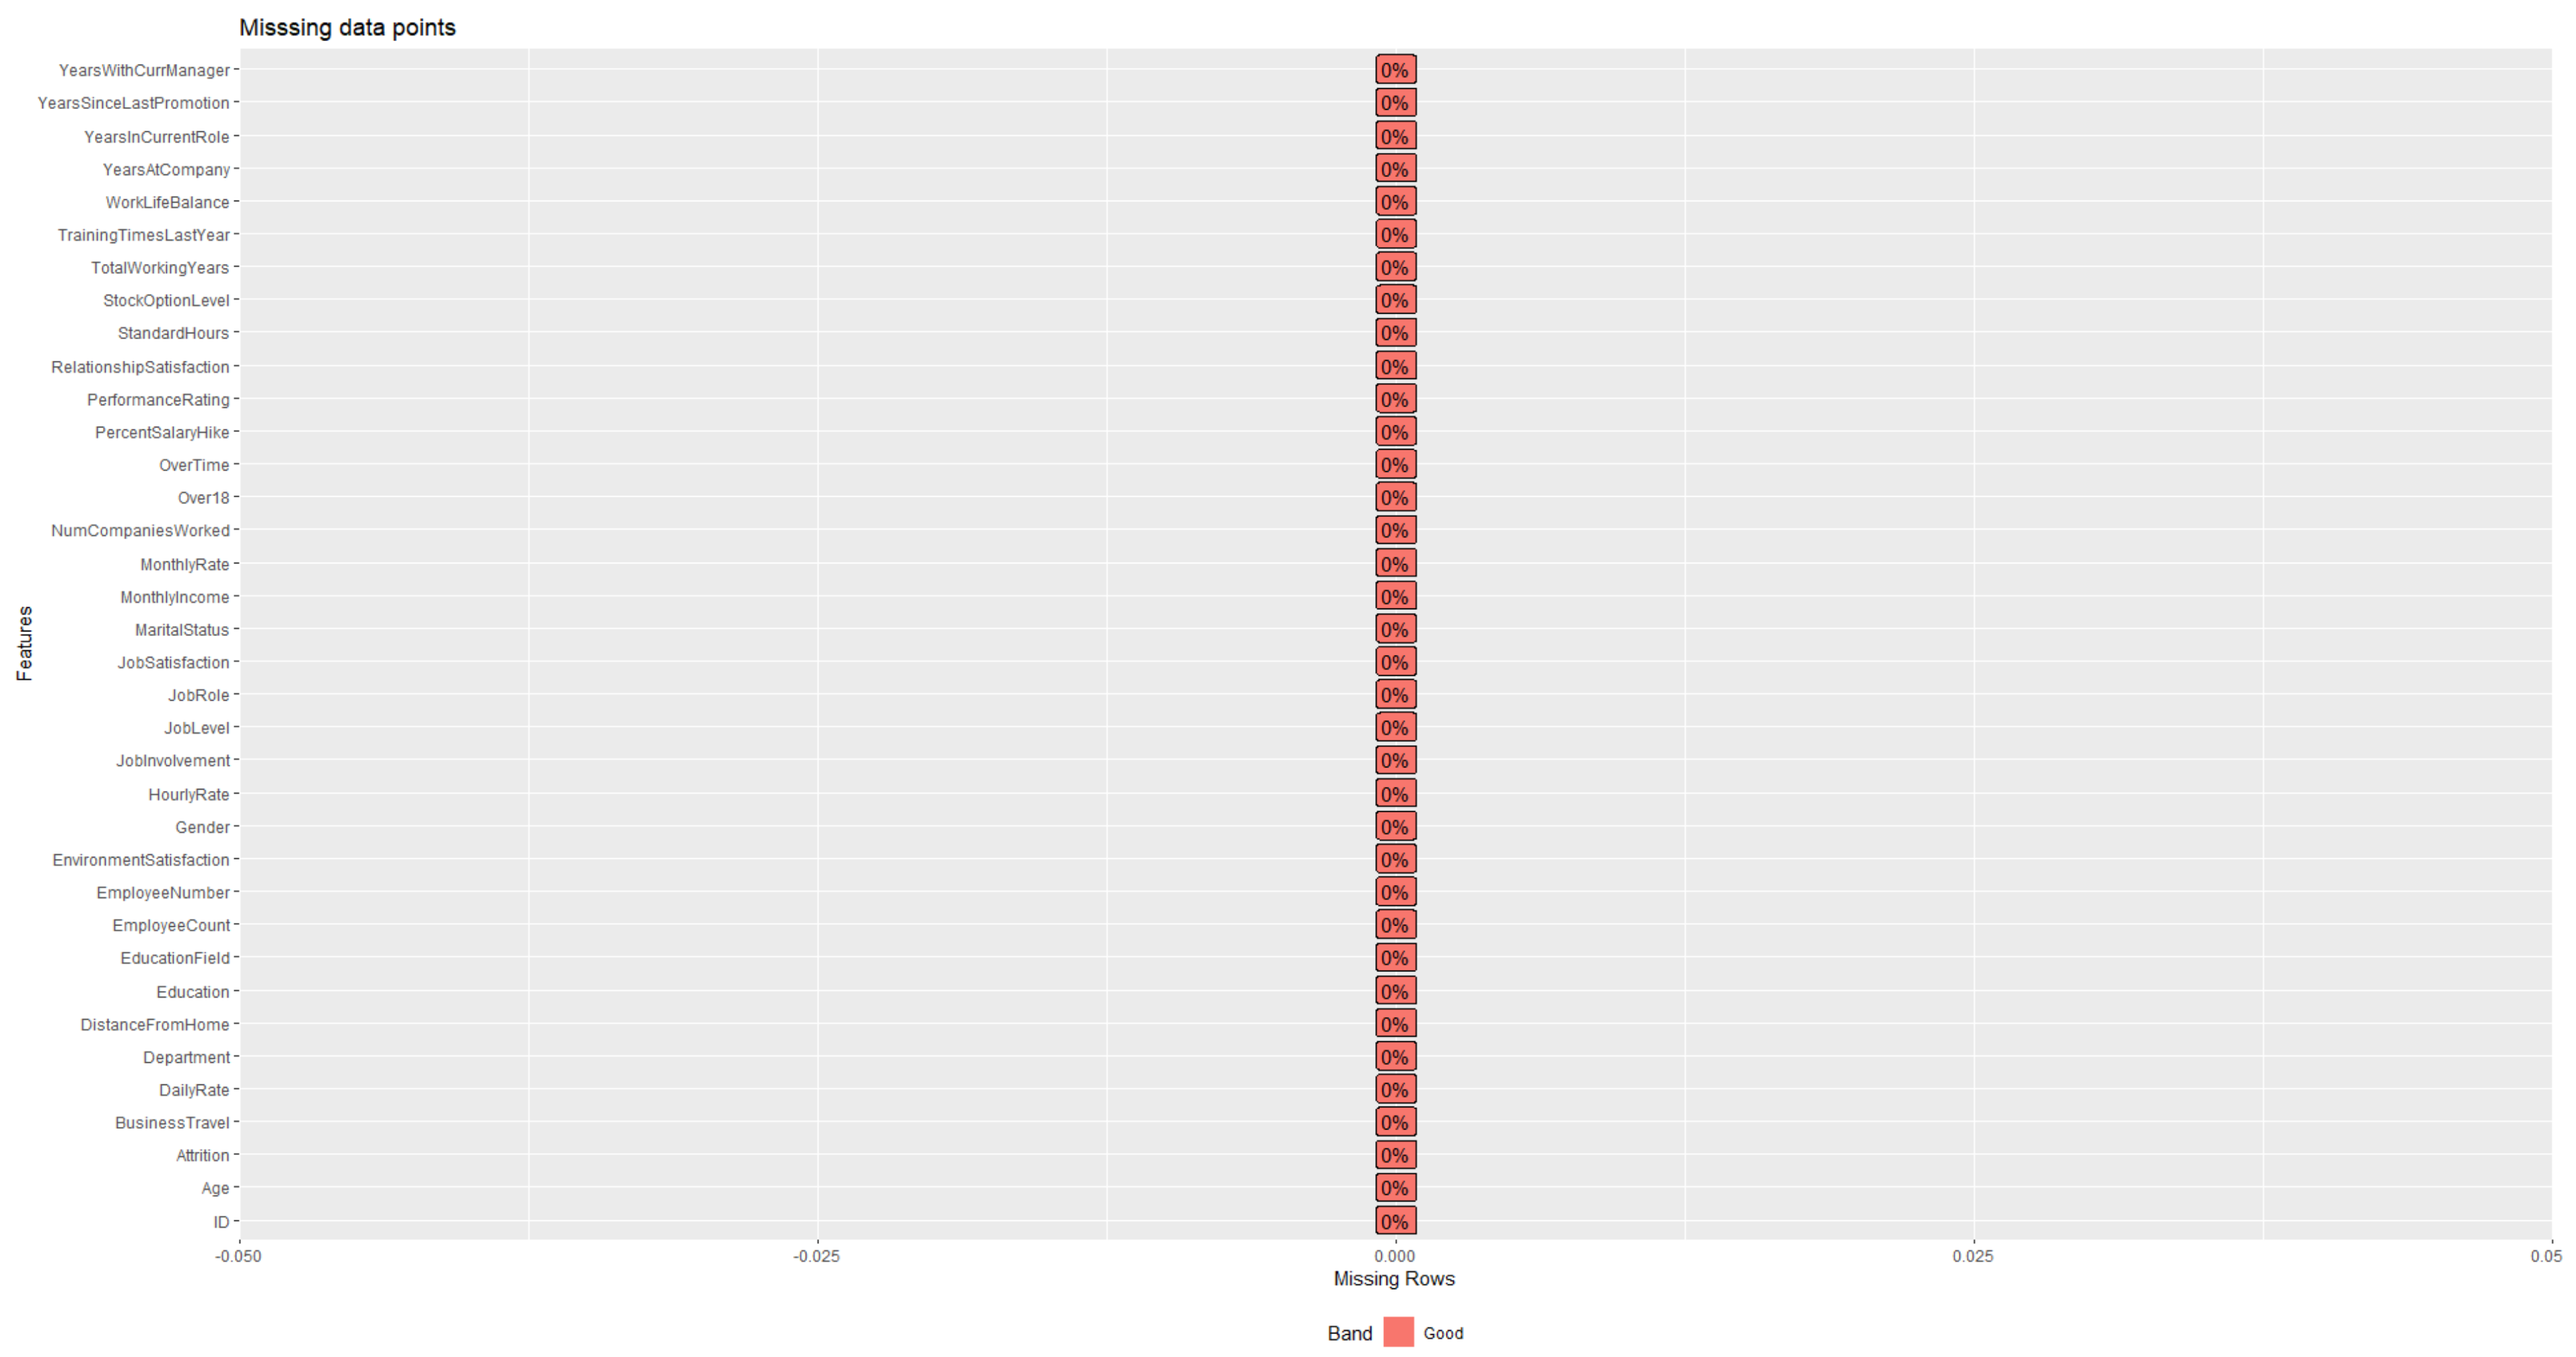 Misssing data points
YearsWithCurrManager 0%
YearsSinceLastPromotion 0%
YearsInCurrentRole 0%
YearsAtCompany 0%
WorkLifeBalance 0%
TrainingTimesLastYear 0%
TotalWorkingYears 0%
StockOptionLevel 0%
StandardHours 0%
RelationshipSatisfaction 0%
PerformanceRating 0%
PercentSalaryHike 0%
OverTime 0%
Over18 0%
NumCompaniesWorked 0%
MonthlyRate 0%
MonthlyIncome 0%
MaritalStatus 0%
JobSatisfaction 0%
JobRole 0%
JobLevel 0%
JobInvolvement 0%
HourlyRate 0%
Gender 0%
EnvironmentSatisfaction 0%
EmployeeNumber 0%
EmployeeCount 0%
EducationField 0%
Education 0%
DistanceFromHome 0%
Department 0%
DailyRate 0%
BusinessTravel 0%
Attrition 0%
Age 0%
ID 0%
Features
-0.050 -0.025 0.000 0.025 0.05
Missing Rows
Band Good